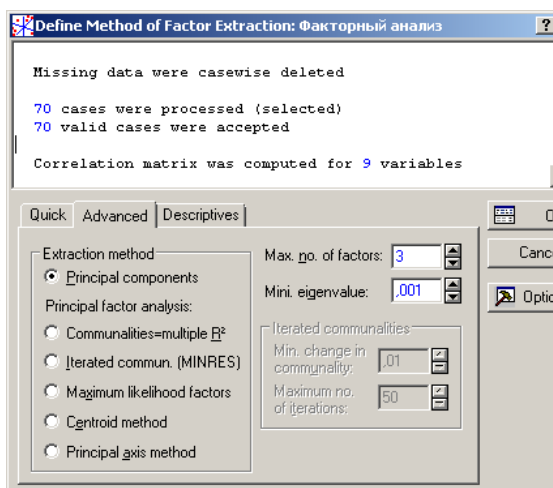 Define Method of Factor Extraction: Факторный анализ ?
Missing data were casewise deleted
70 cases were processed (selected)
70 valid cases were accepted
Correlation matrix was computed for 9 variables
Quick Advanced Descriptives
Extraction method
Principal components
Principal factor analysis:
Communalities=multiple R²
Iterated commun. (MINRES)
Maximum likelihood factors
Centroid method
Principal axis method
Max. no. of factors: 3
Mini. eigenvalue: ,001
Iterated communalities
Min. change in
communality: ,01
Maximum no.
of iterations: 50
Canc
Optic